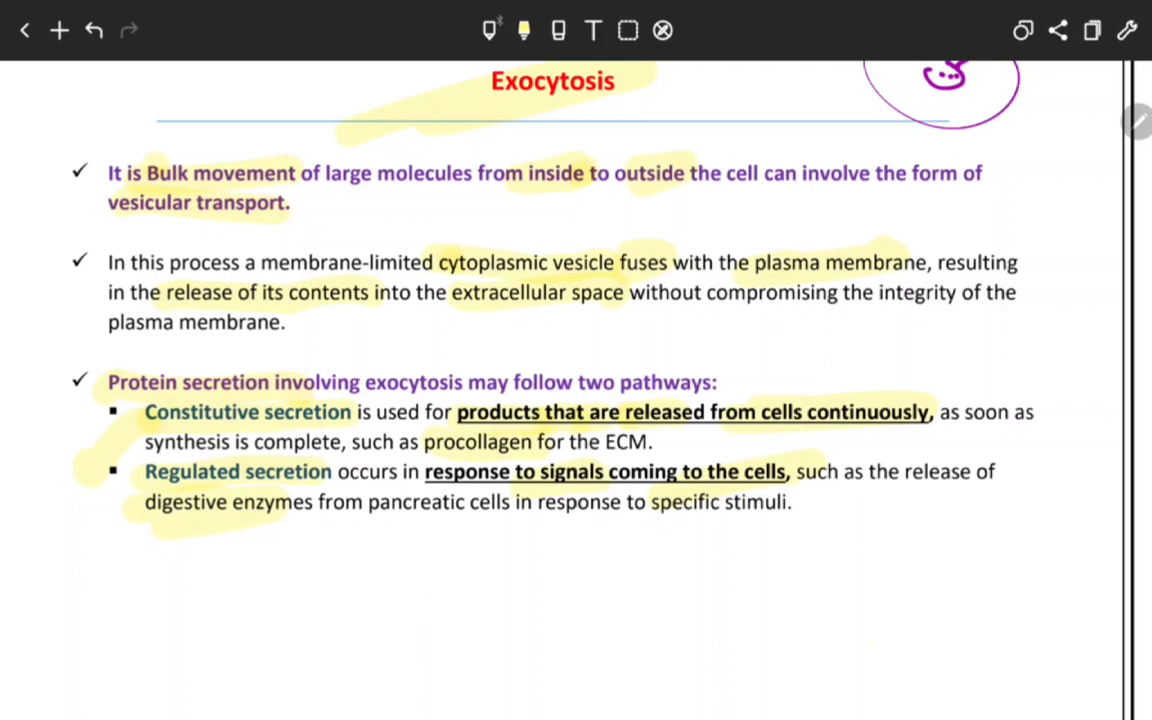 Exocytosis
✓ It is Bulk movement of large molecules from inside to outside the cell can involve the form of
vesicular transport.
✓ In this process a membrane-limited cytoplasmic vesicle fuses with the plasma membrane, resulting
in the release of its contents into the extracellular space without compromising the integrity of the
plasma membrane.
✓ Protein secretion involving exocytosis may follow two pathways:
▪ Constitutive secretion is used for products that are released from cells continuously, as soon as
synthesis is complete, such as procollagen for the ECM.
▪ Regulated secretion occurs in response to signals coming to the cells, such as the release of
digestive enzymes from pancreatic cells in response to specific stimuli.